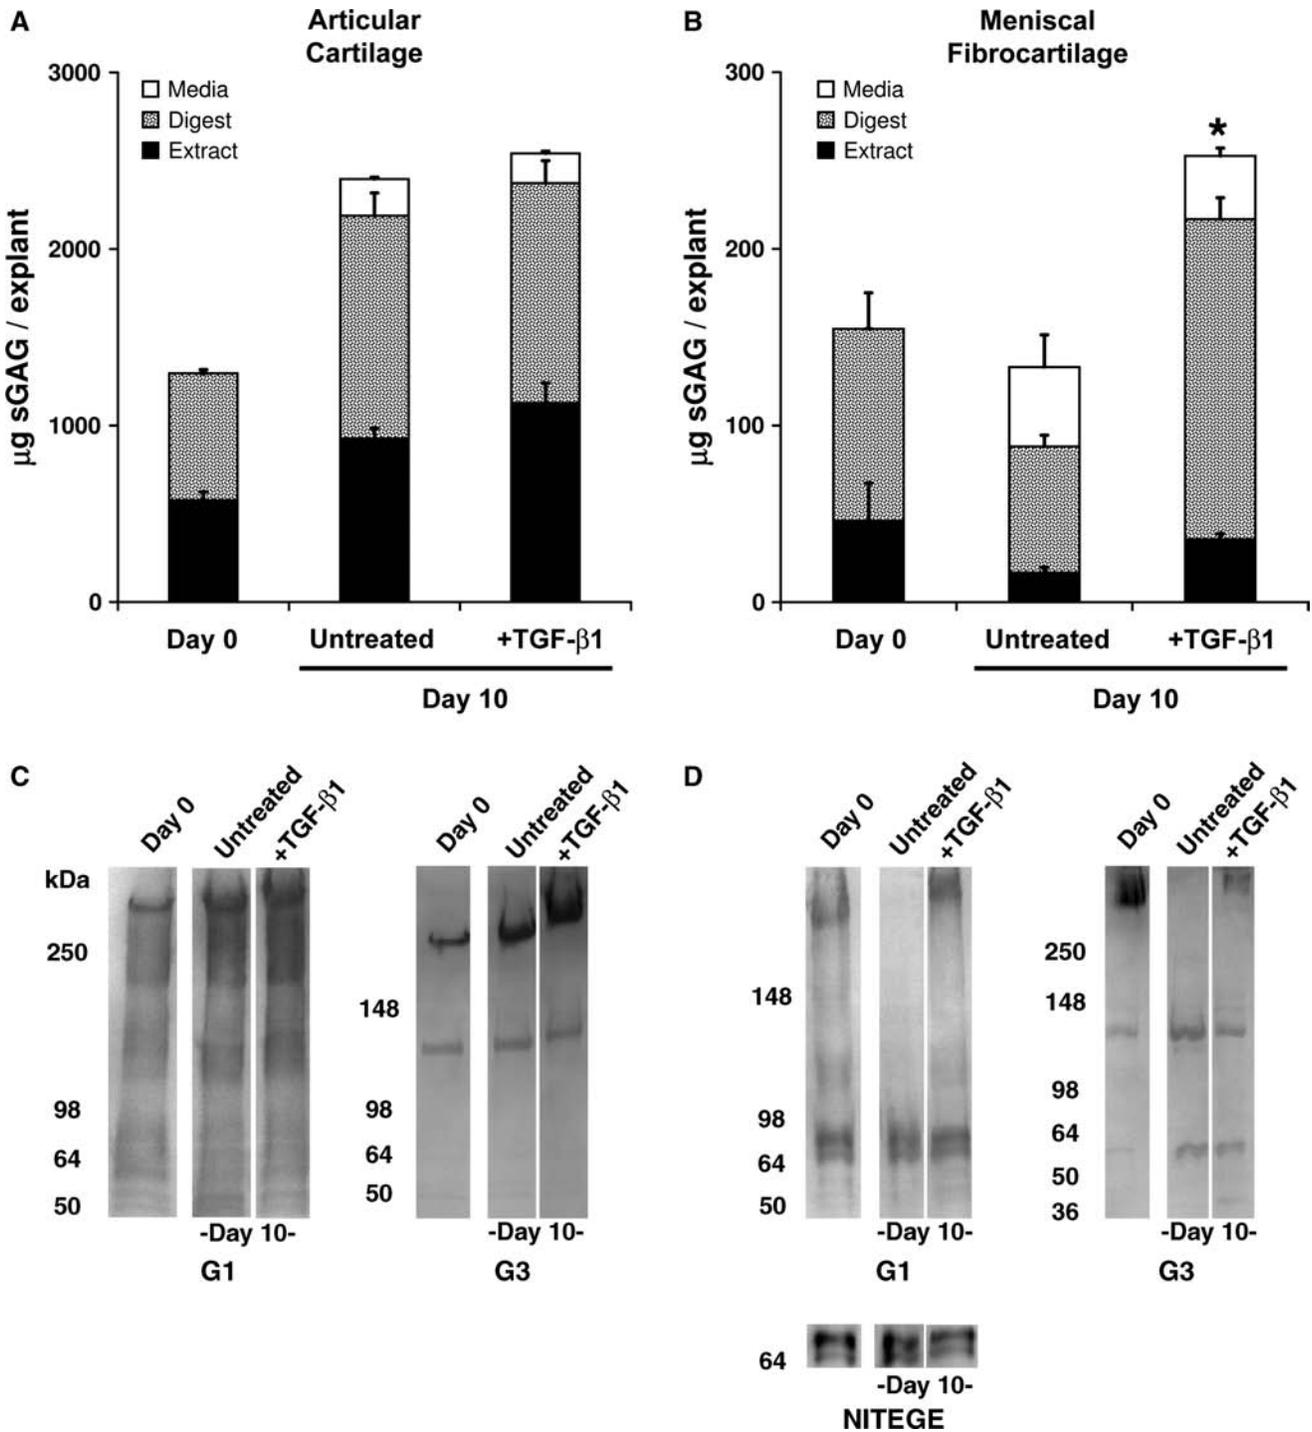 A
Articular
Cartilage
3000
2000
1000
0
μg sGAG / explant
Media
Digest
Extract
Day 0
Untreated
+TGF-β1
Day 10
B
Meniscal
Fibrocartilage
300
200
100
0
μg sGAG / explant
Media
Digest
Extract
*
Day 0
Untreated
+TGF-β1
Day 10
C
Day 0
Untreated
+TGF-β1
kDa
250
98
64
50
-Day 10-
G1
Day 0
Untreated
+TGF-β1
148
98
64
50
-Day 10-
G3
D
Day 0
Untreated
+TGF-β1
148
98
64
50
-Day 10-
G1
Day 0
Untreated
+TGF-β1
250
148
98
64
50
36
-Day 10-
G3
64
-Day 10-
NITEGE